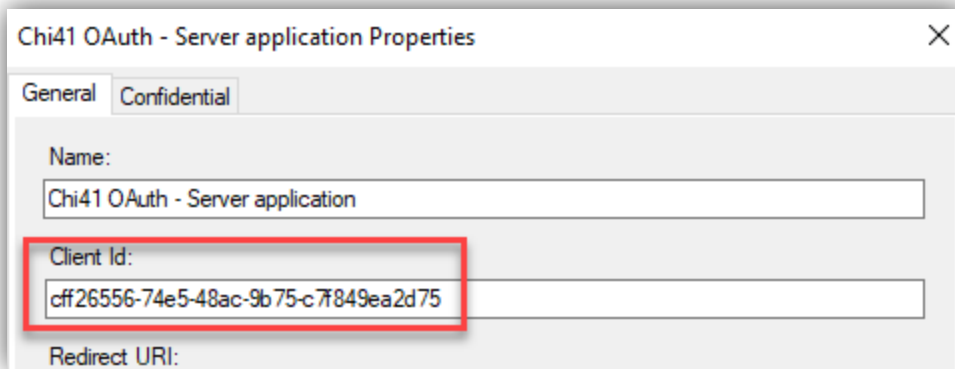 Chi41 OAuth - Server application Properties
General Confidential
Name:
Chi41 OAuth - Server application
Client Id:
cff26556-74e5-48ac-9b75-c7f849ea2d75
Redirect URI: